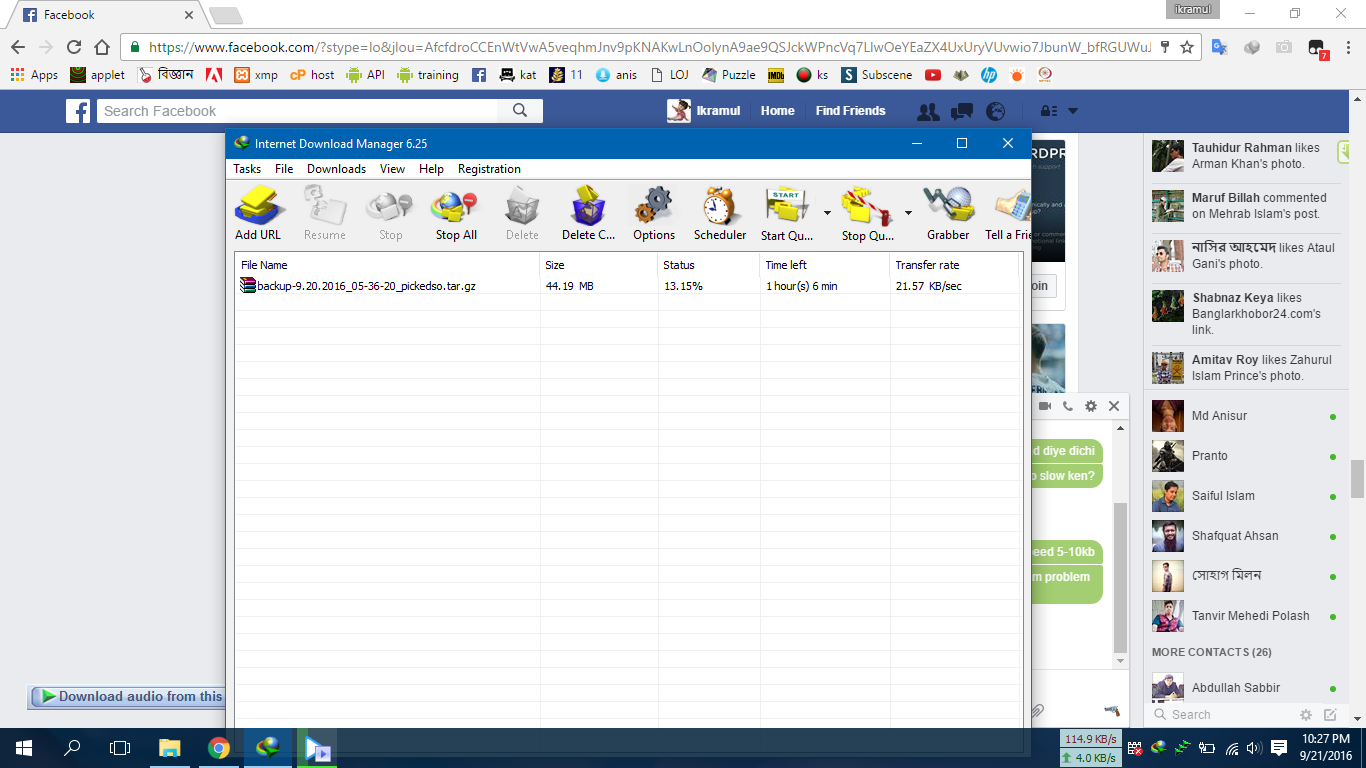 Facebook
ikramul
https://www.facebook.com/?stype=lo&jlou=AfcfdroCCEnWtVwA5veqhmJnv9pKNAKwLnOolynA9ee9QSJckWPncVq7LlwOeYEaZX4UxUryVUvwio7JbunW_bfRGUWuJ
7
Apps applet বিজ্ঞান xmp cP host API training kat 11 anis LOJ Puzzle IMDb ks S Subscene hp
Search Facebook
Ikramul Home Find Friends
Internet Download Manager 6.25
Tasks File Downloads View Help Registration
START
Add URL Resume Stop Stop All Delete Delete C... Options Scheduler Start Qu... Stop Qu... Grabber Tell a Frie
File Name Size Status Time left Transfer rate
backup-9.20.2016_05-36-20_pickedso.tar.gz 44.19 MB 13.15% 1 hour(s) 6 min 21.57 KB/sec
RDPR
oin
d diye dichi
o slow ken?
eed 5-10kb
m problem
Tauhidur Rahman likes
Arman Khan's photo.
Maruf Billah commented
on Mehrab Islam's post.
নাসির আহমেদ likes Ataul
Gani's photo.
Shabnaz Keya likes
Banglarkhobor24.com's
link.
Amitav Roy likes Zahurul
Islam Prince's photo.
Md Anisur
Pranto
Saiful Islam
Shafquat Ahsan
সোহাগ মিলন
Tanvir Mehedi Polash
MORE CONTACTS (26)
Abdullah Sabbir
Search
Download audio from this
114.9 KB/s
4.0 KB/s
10:27 PM
9/21/2016